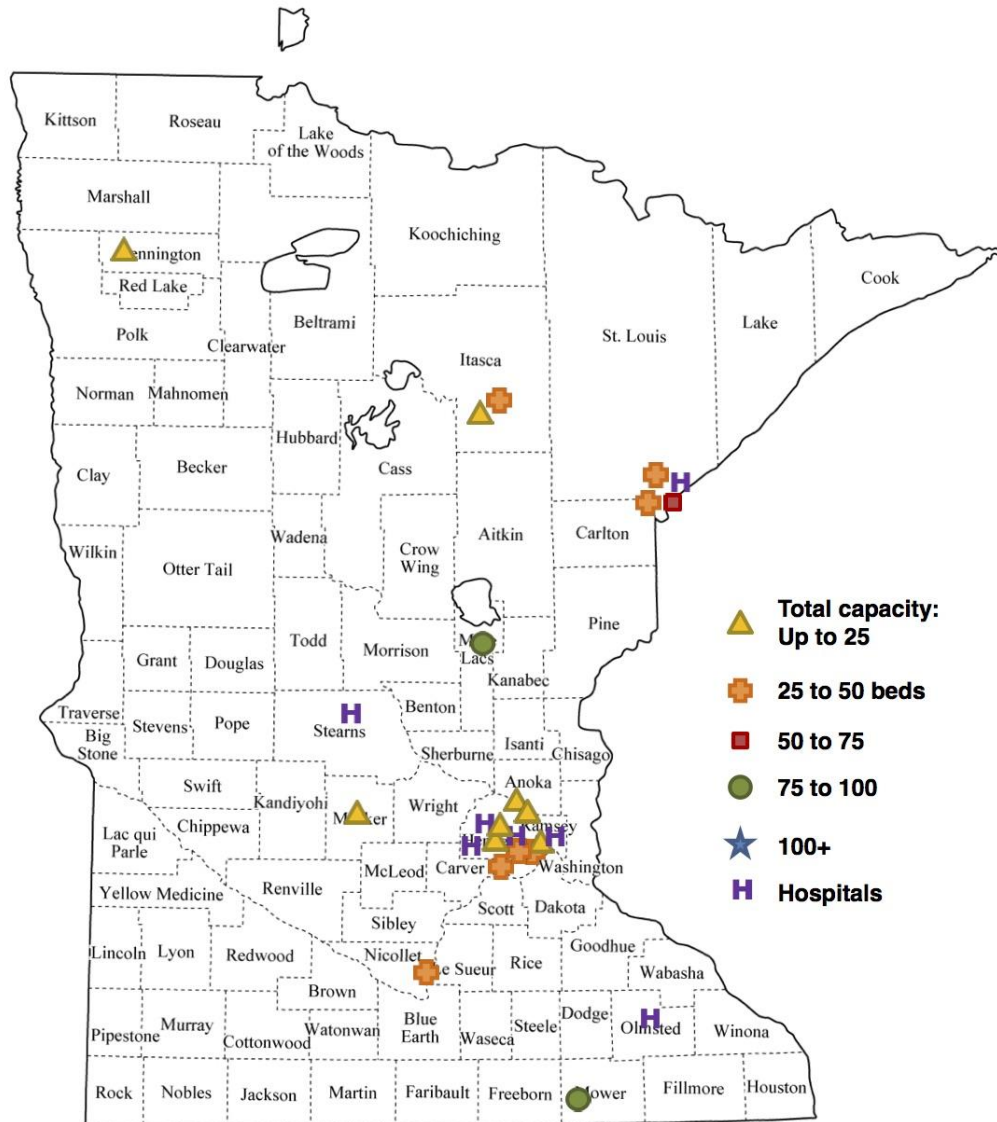 Kittson
Roseau
Lake
of the Woods
Marshall
Koochiching
Cook
ennington
Red Lake
St. Louis
Lake
Beltrami
Polk
Clearwater
Itasca
Norman
Mahnomen
Hubbard
Cass
Becker
Clay
H
Aitkin
Wadena
Carlton
Crow
Wing
Wilkin
Otter Tail
Total capacity:
Up to 25
Pine
Todd
Morrison
Lacs
Grant
Douglas
Kanabec
25 to 50 beds
Benton
Traverse
Stevens
Pope
H
Stearns
Big
Stone
50 to 75
Isanti
Sherburne
Chisago
Swift
Anoka
75 to 100
Kandiyohi
Wright
Chippewa
H
Ramsey
Lac qui
Parle
H
H
H
100+
McLeod
Carver
Washington
Renville
Yellow Medicine
H
Hospitals
Scott
Dakota
Sibley
Goodhue
Lincoln
Lyon
Redwood
Nicollet
e Sueur
Rice
Wabasha
Brown
Dodge
H
Olmsted
Pipestone
Murray
Cottonwood
Watonwan
Blue
Earth
Waseca
Steele
Winona
Rock
Nobles
Jackson
Martin
Faribault
Freeborn
ower
Fillmore
Houston